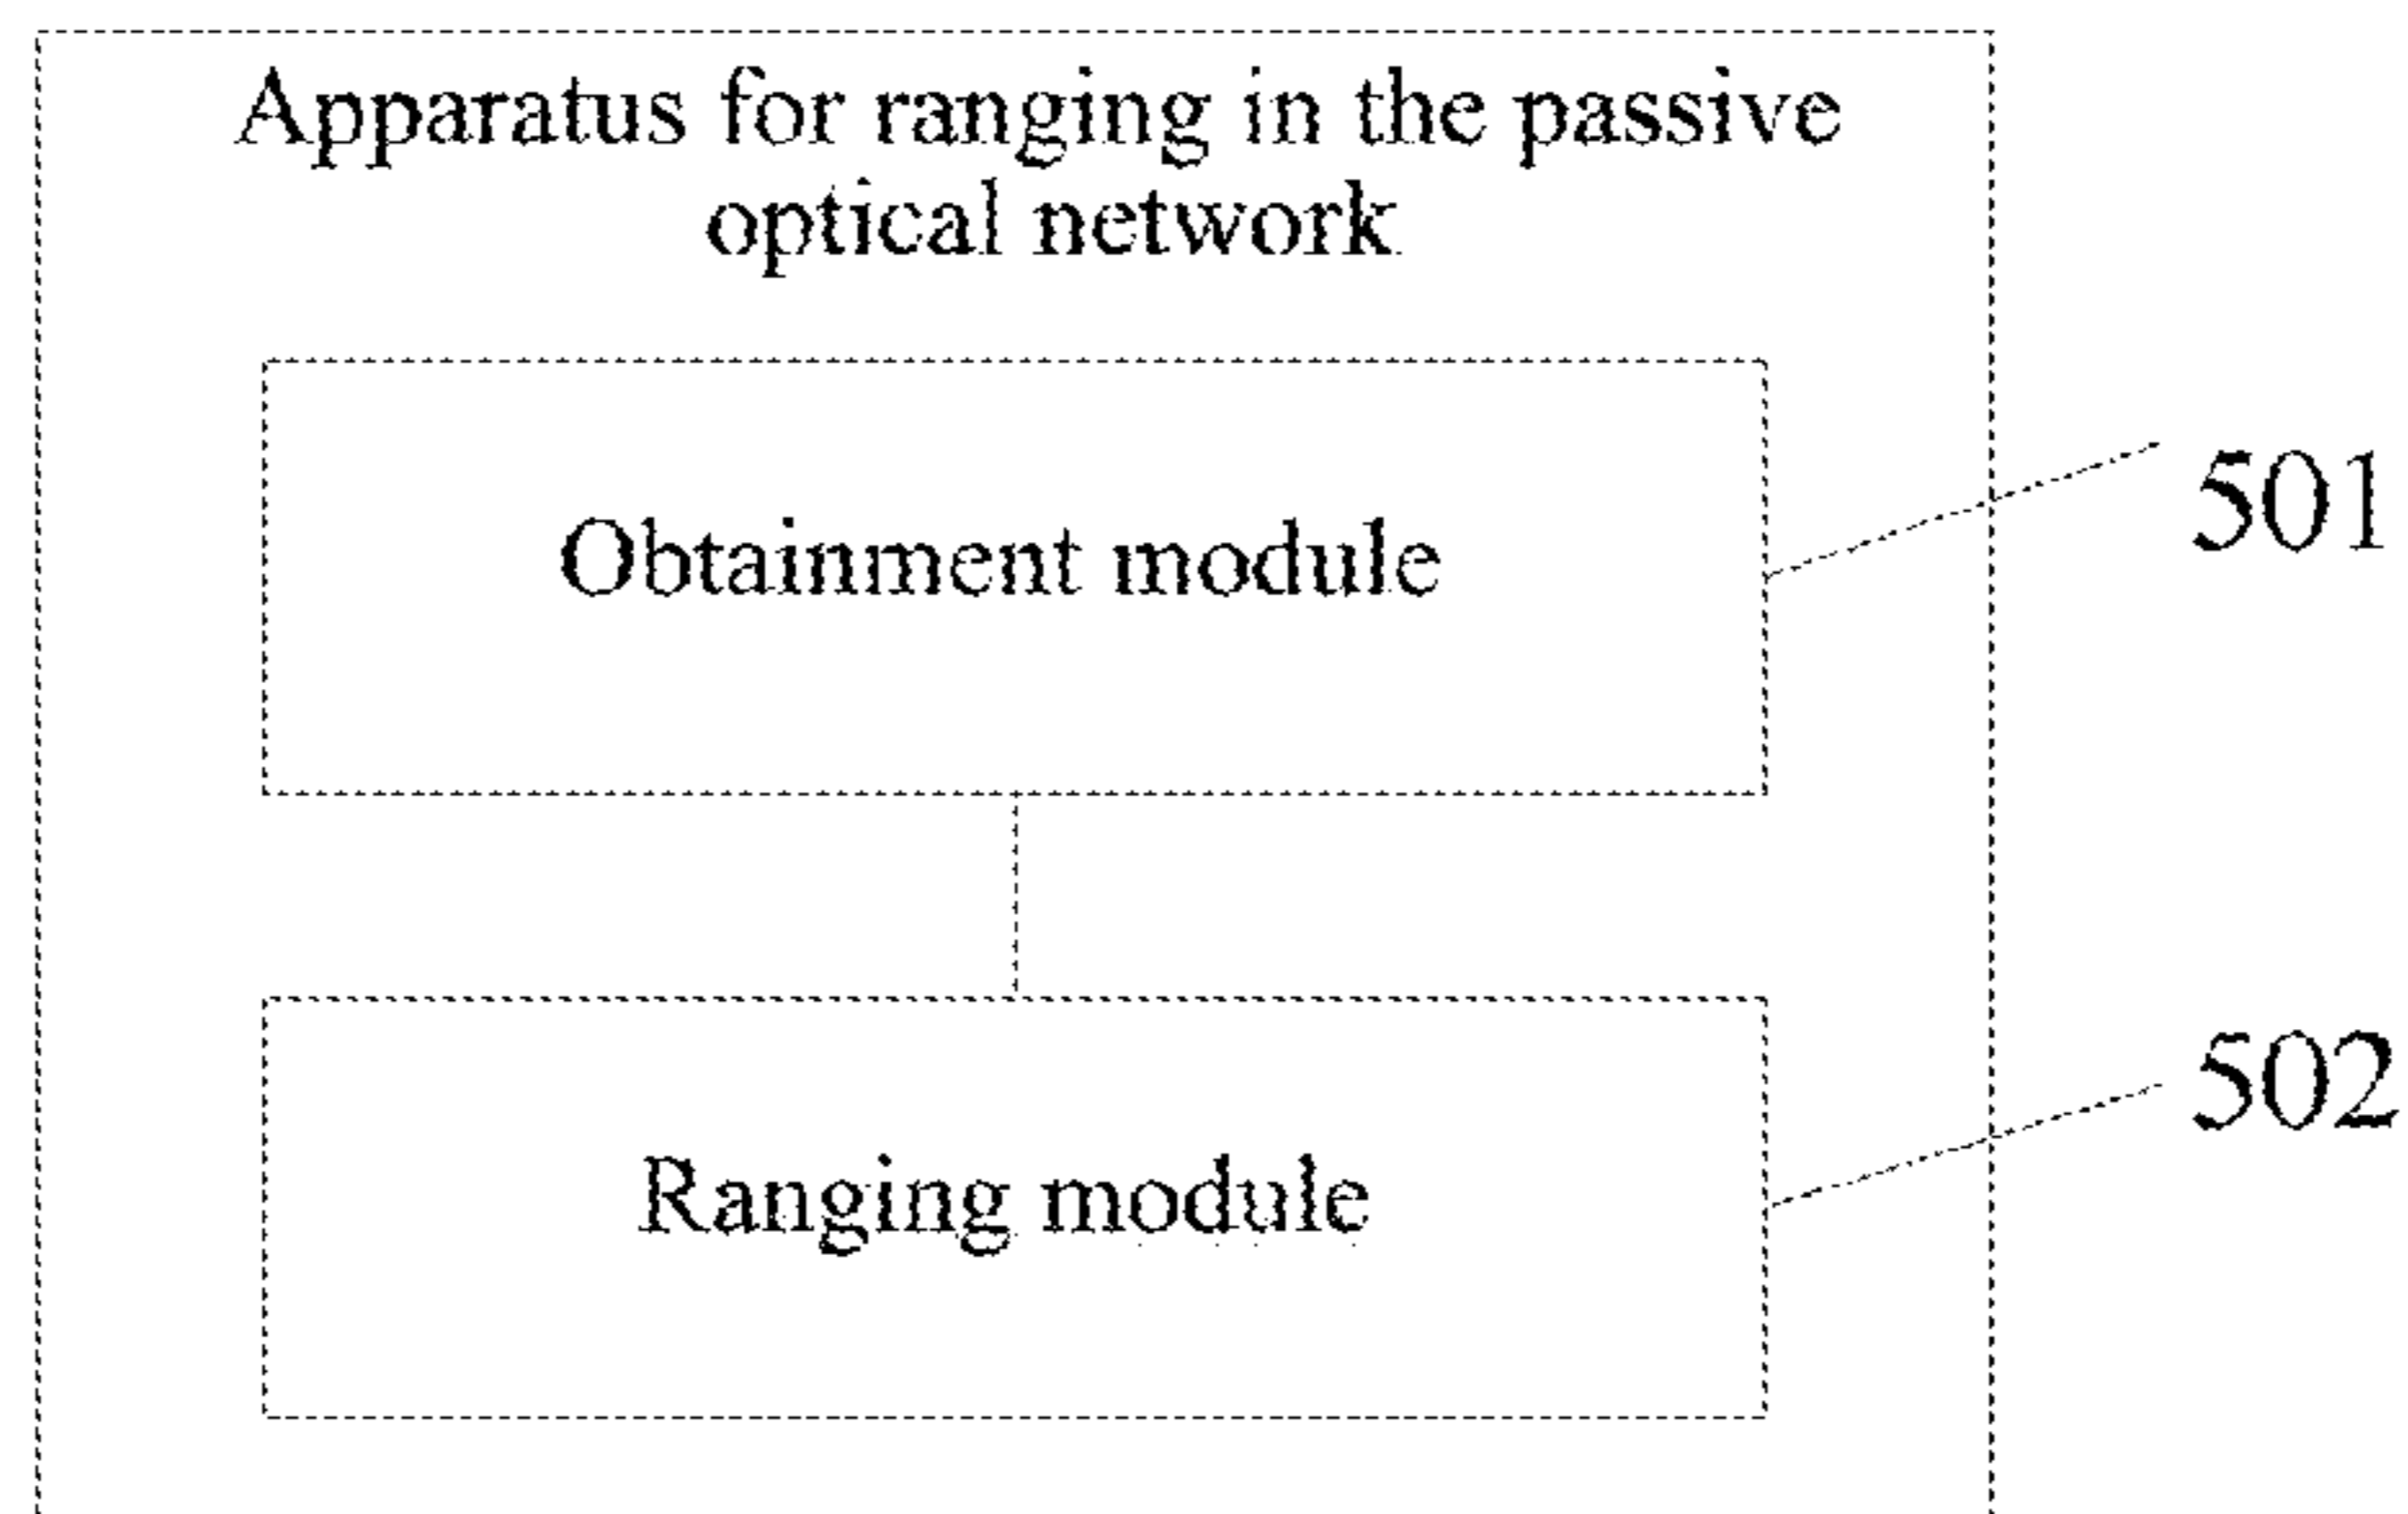 Apparatus for ranging in the passive
optical network
Obtainment module
501
Ranging module
502